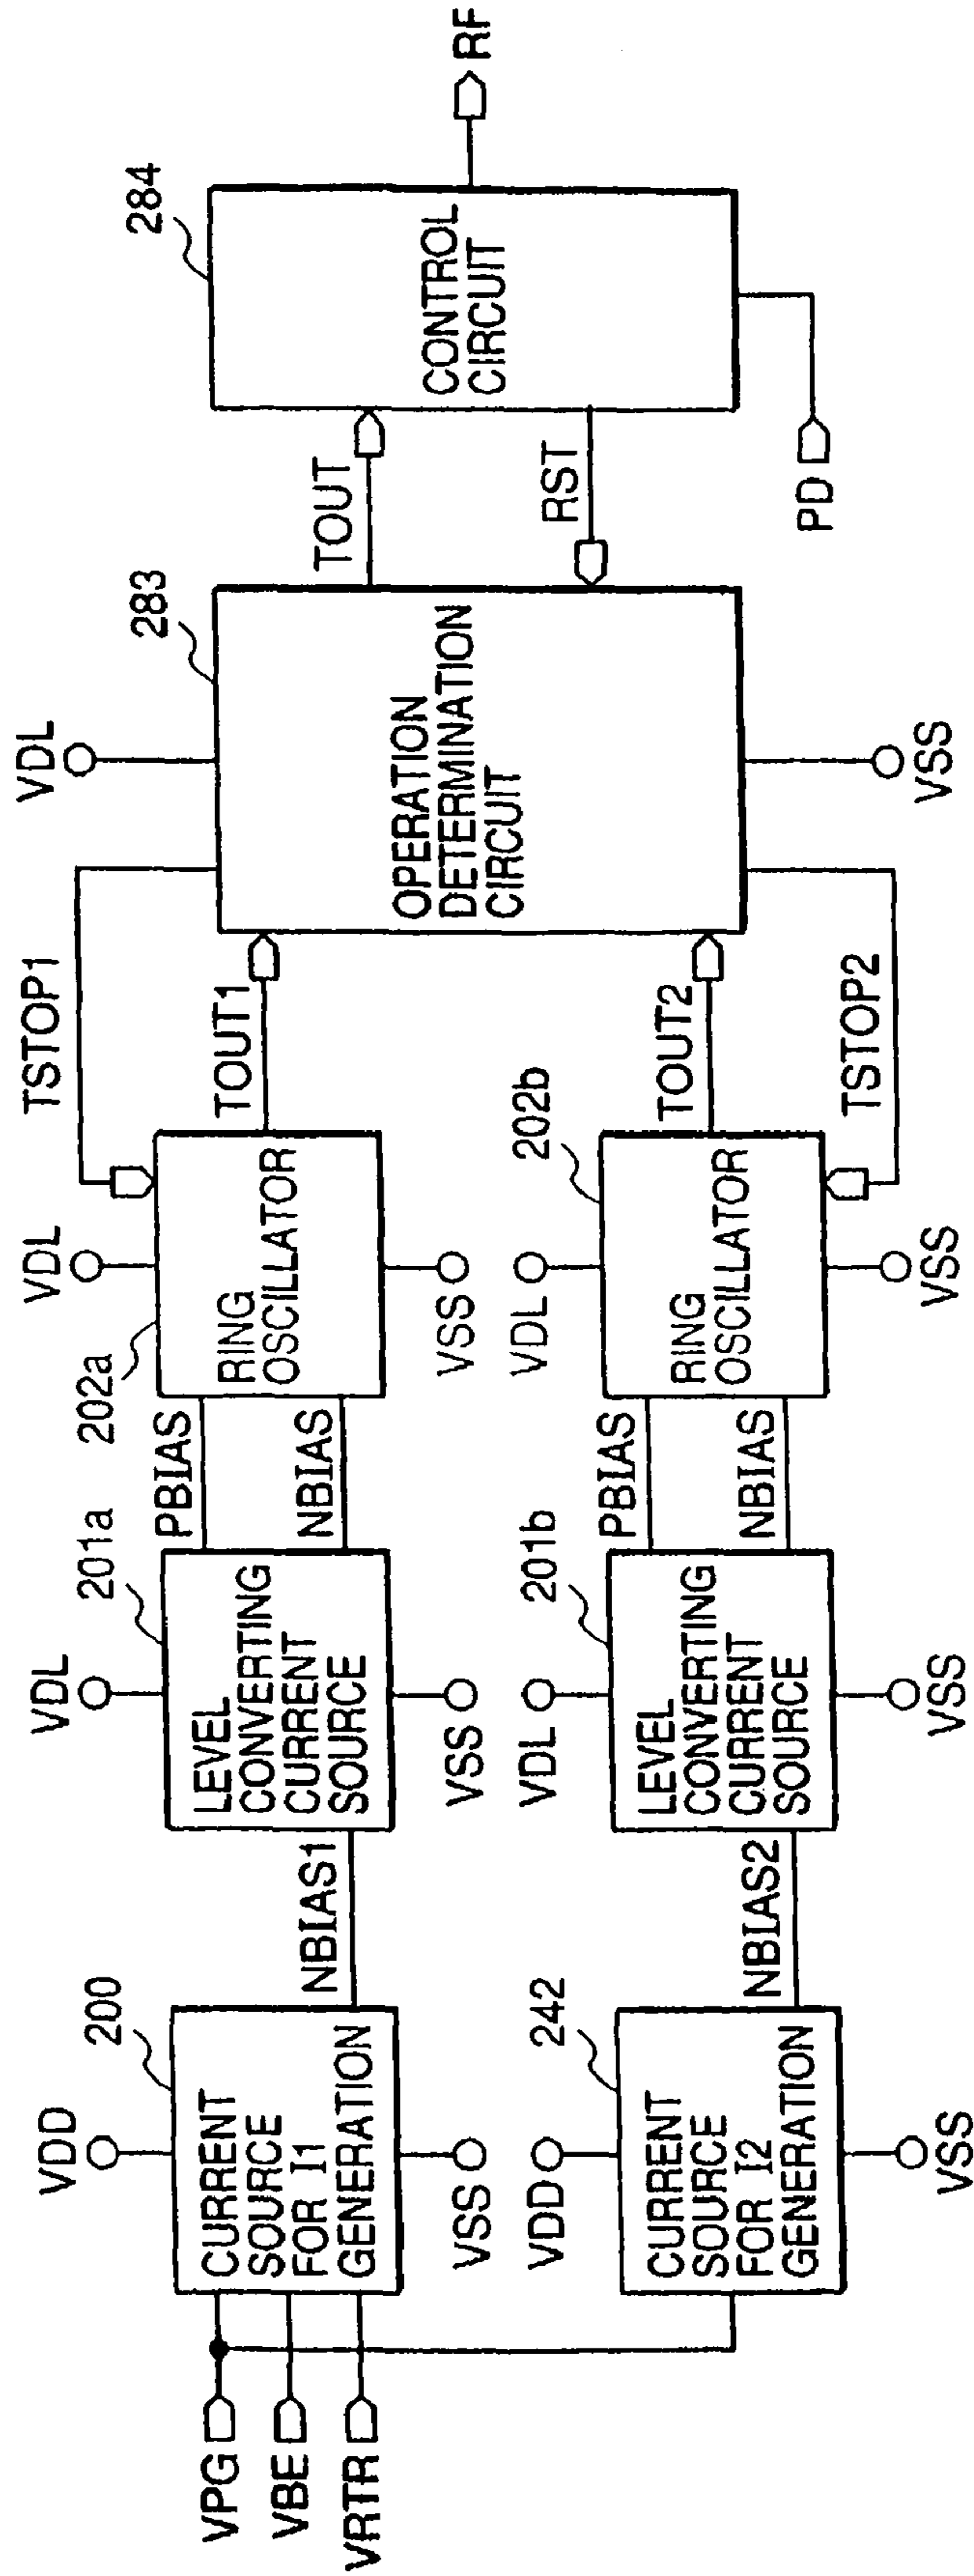 VPG
VBE
VRTR
VDD
200
CURRENT
SOURCE
FOR I1
GENERATION
VSS
NBIAS1
VDL
201a
LEVEL
CONVERTING
CURRENT
SOURCE
VSS
PBIAS
NBIAS
VDL
202a
RING
OSCILLATOR
VSS
TSTOP1
TOUT1
VDD
242
CURRENT
SOURCE
FOR I2
GENERATION
VSS
NBIAS2
VDL
201b
LEVEL
CONVERTING
CURRENT
SOURCE
VSS
PBIAS
NBIAS
VDL
202b
RING
OSCILLATOR
VSS
TOUT2
TSTOP2
VDL
283
OPERATION
DETERMINATION
CIRCUIT
VSS
TOUT
RST
284
CONTROL
CIRCUIT
PD
RF